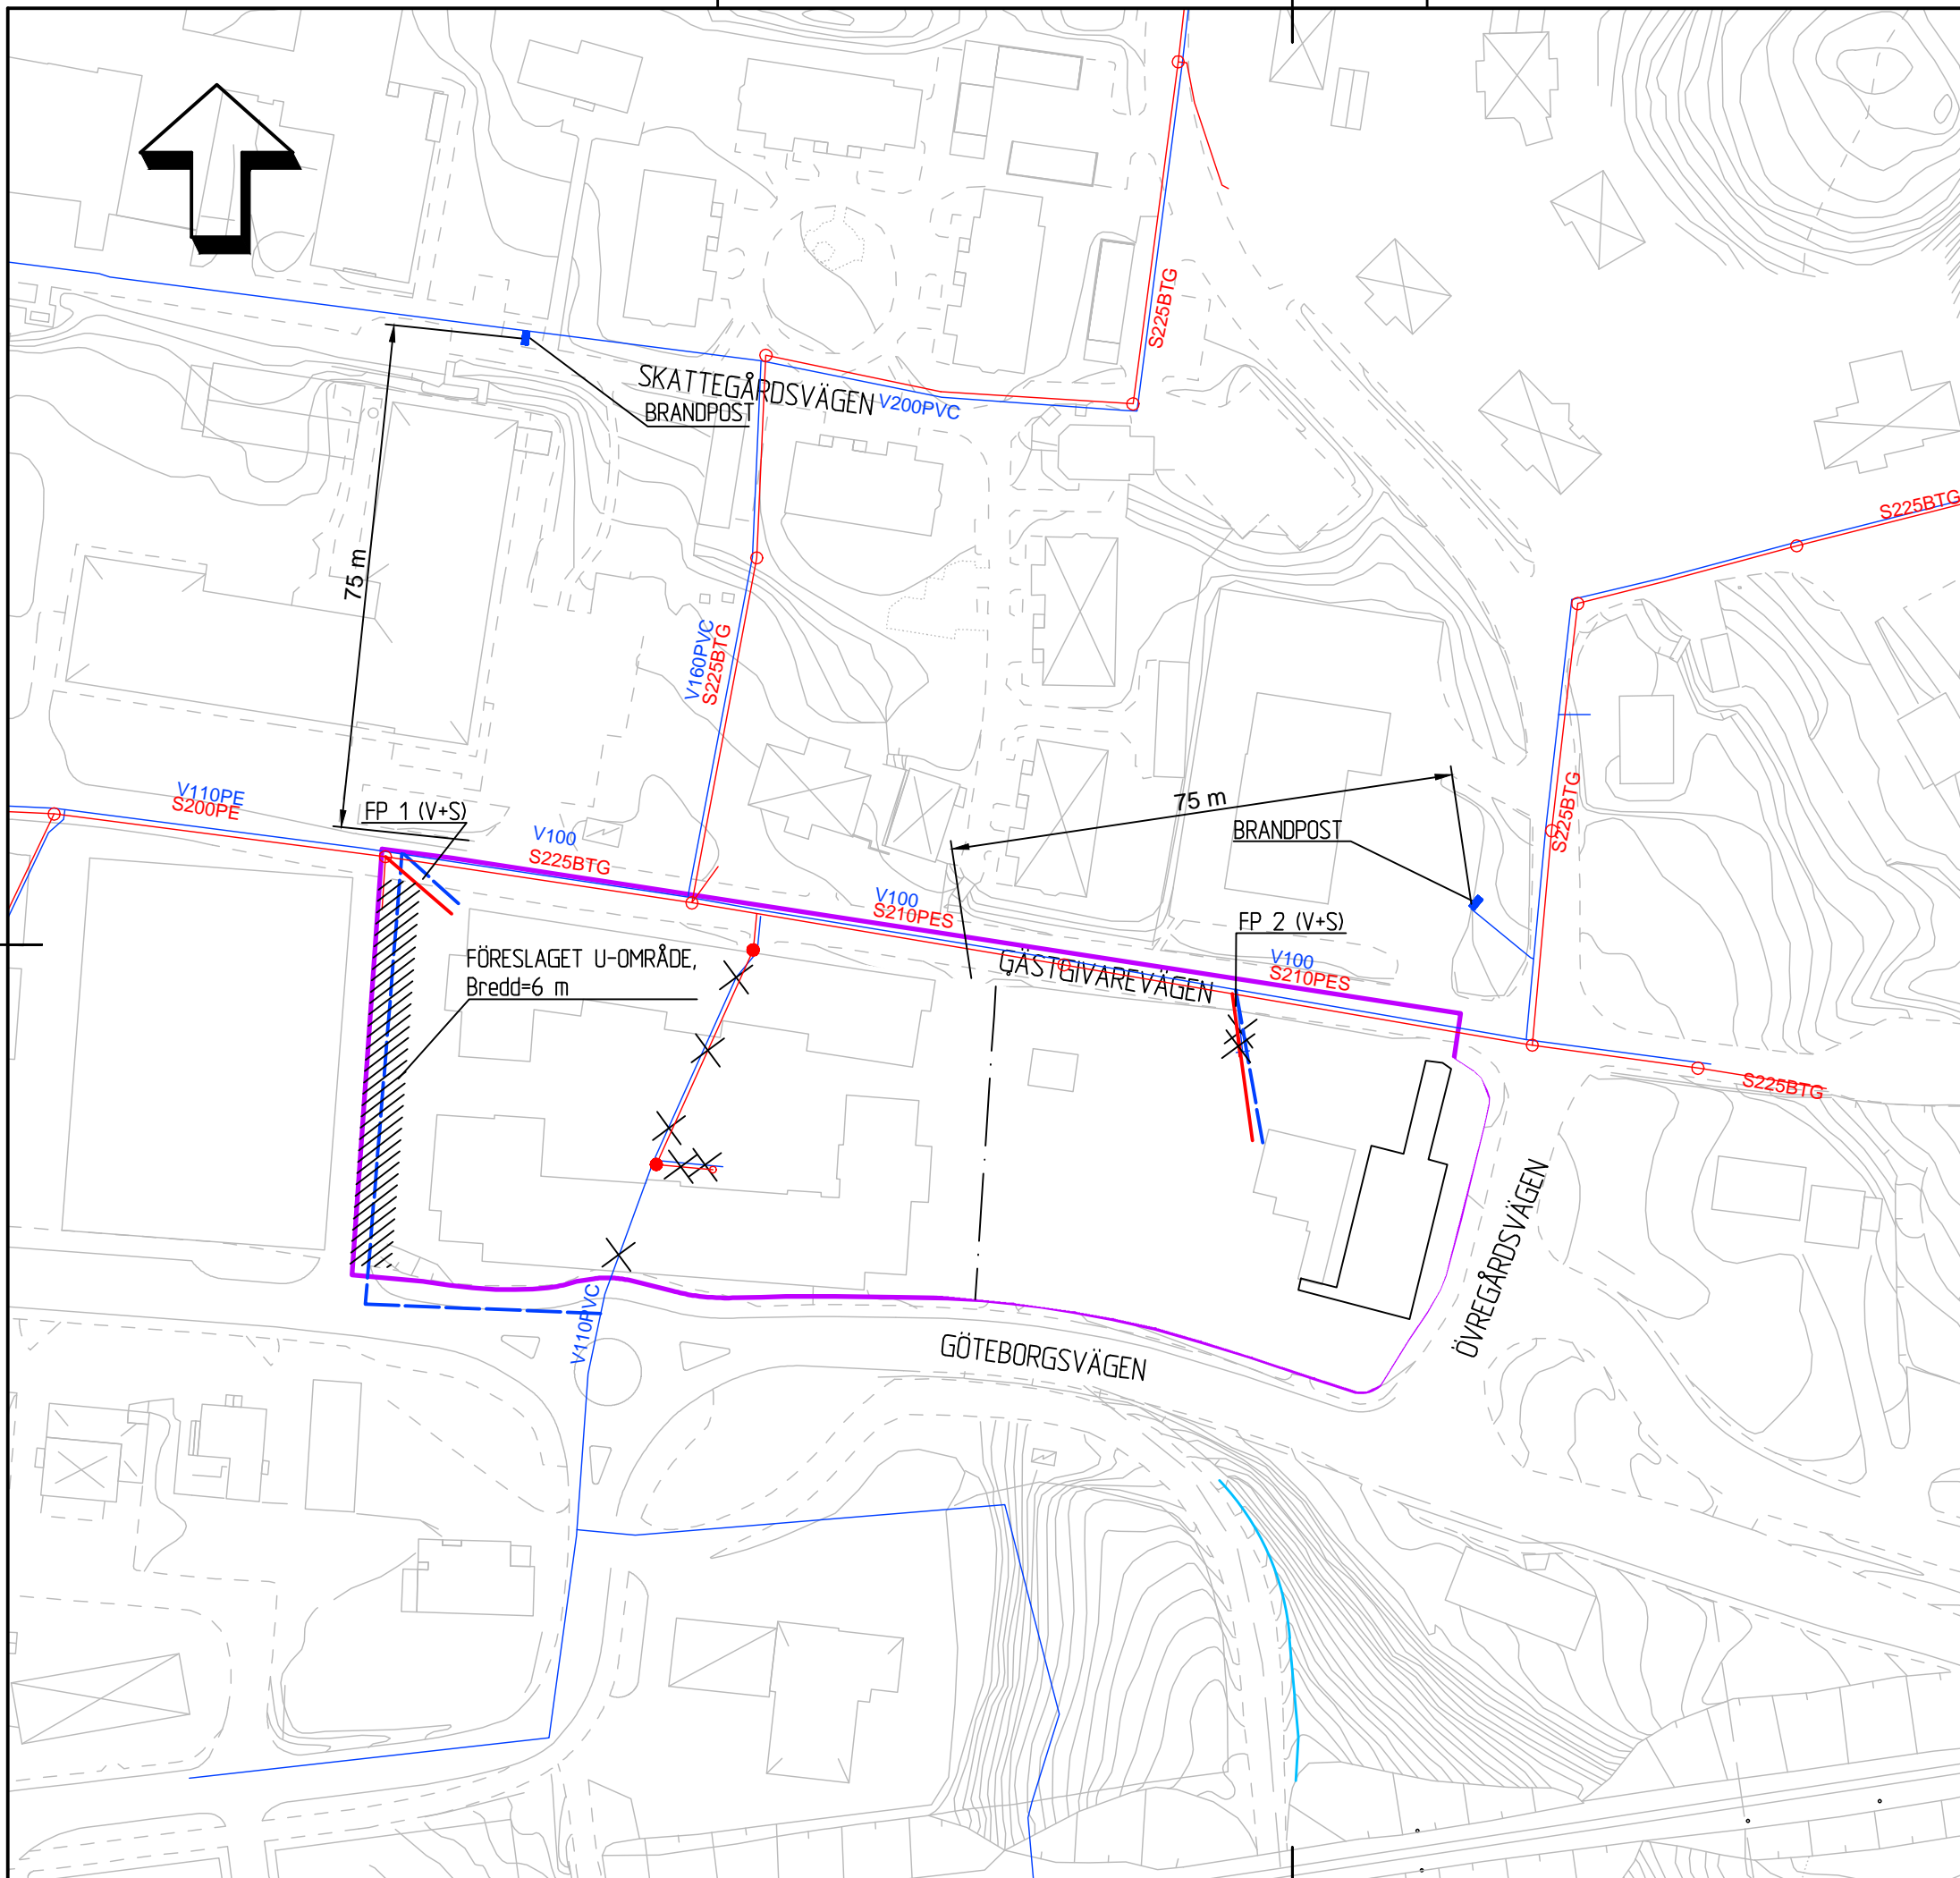 S225BTG
SKATTEGÅRDSVÄGEN
V200PVC
BRANDPOST
S225BTG
75 m
V160PVC
S225BTG
V110PE
S200PE
FP 1 (V+S)
V100
S225BTG
75 m
BRANDPOST
S225BTG
V100
S210PES
FP 2 (V+S)
FÖRESLAGET U-OMRÅDE,
Bredd=6 m
GÄSTGIVAREVÄGEN
V100
S210PES
S225BTG
ÖVREGÅRDSVÄGEN
V110PVC
GÖTEBORGSVÄGEN